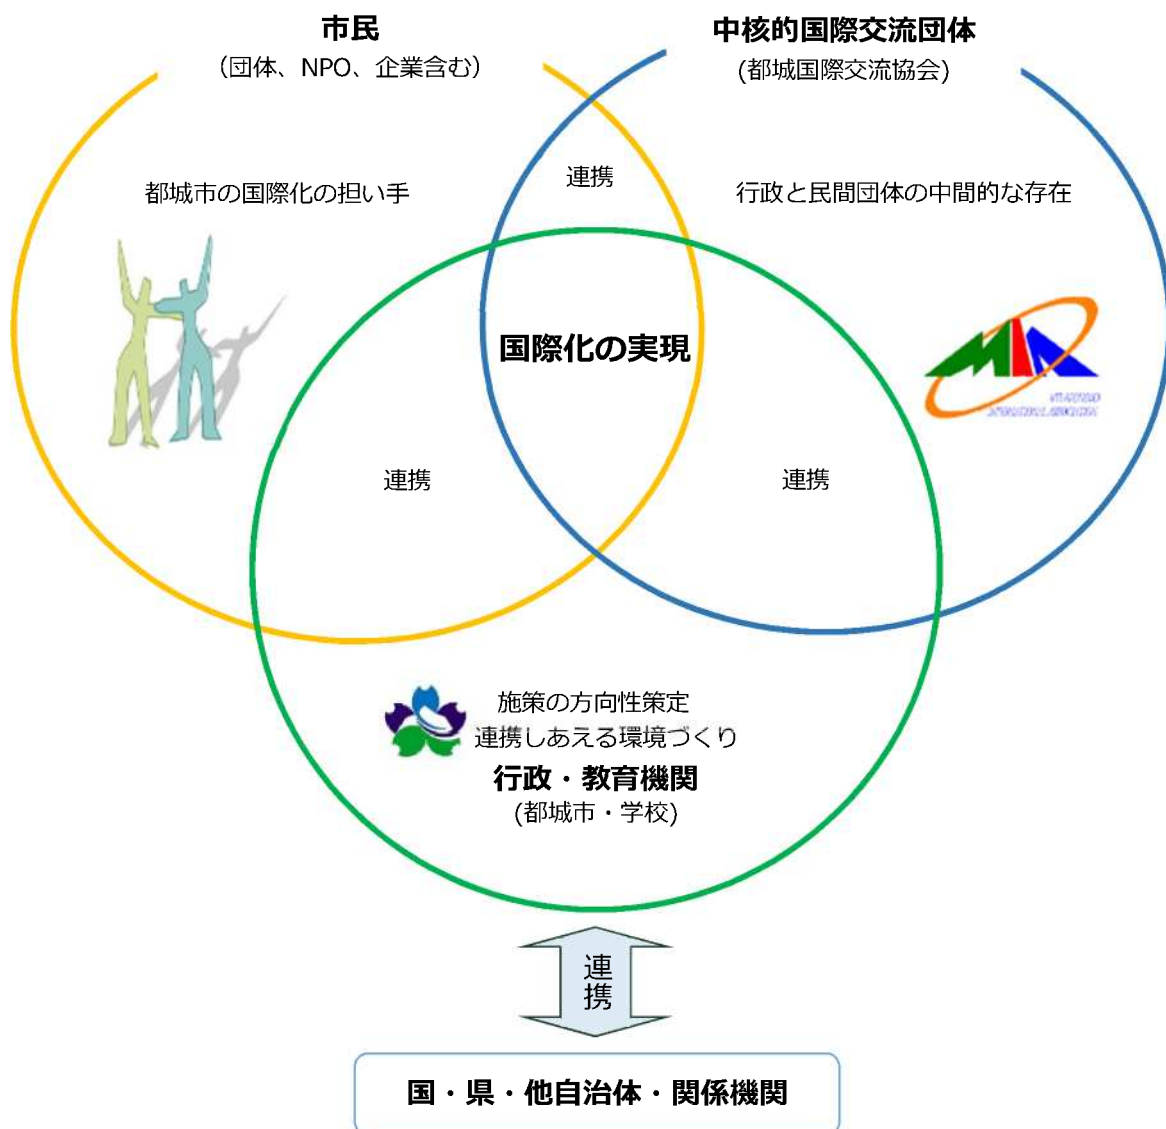 市民
（団体、NPO、企業含む）
中核的国際交流団体
(都城国際交流協会)
連携
都城市の国際化の担い手
行政と民間団体の中間的な存在
国際化の実現
MIA
連携
連携
施策の方向性策定
連携しあえる環境づくり
行政・教育機関
(都城市・学校)
連携
国・県・他自治体・関係機関